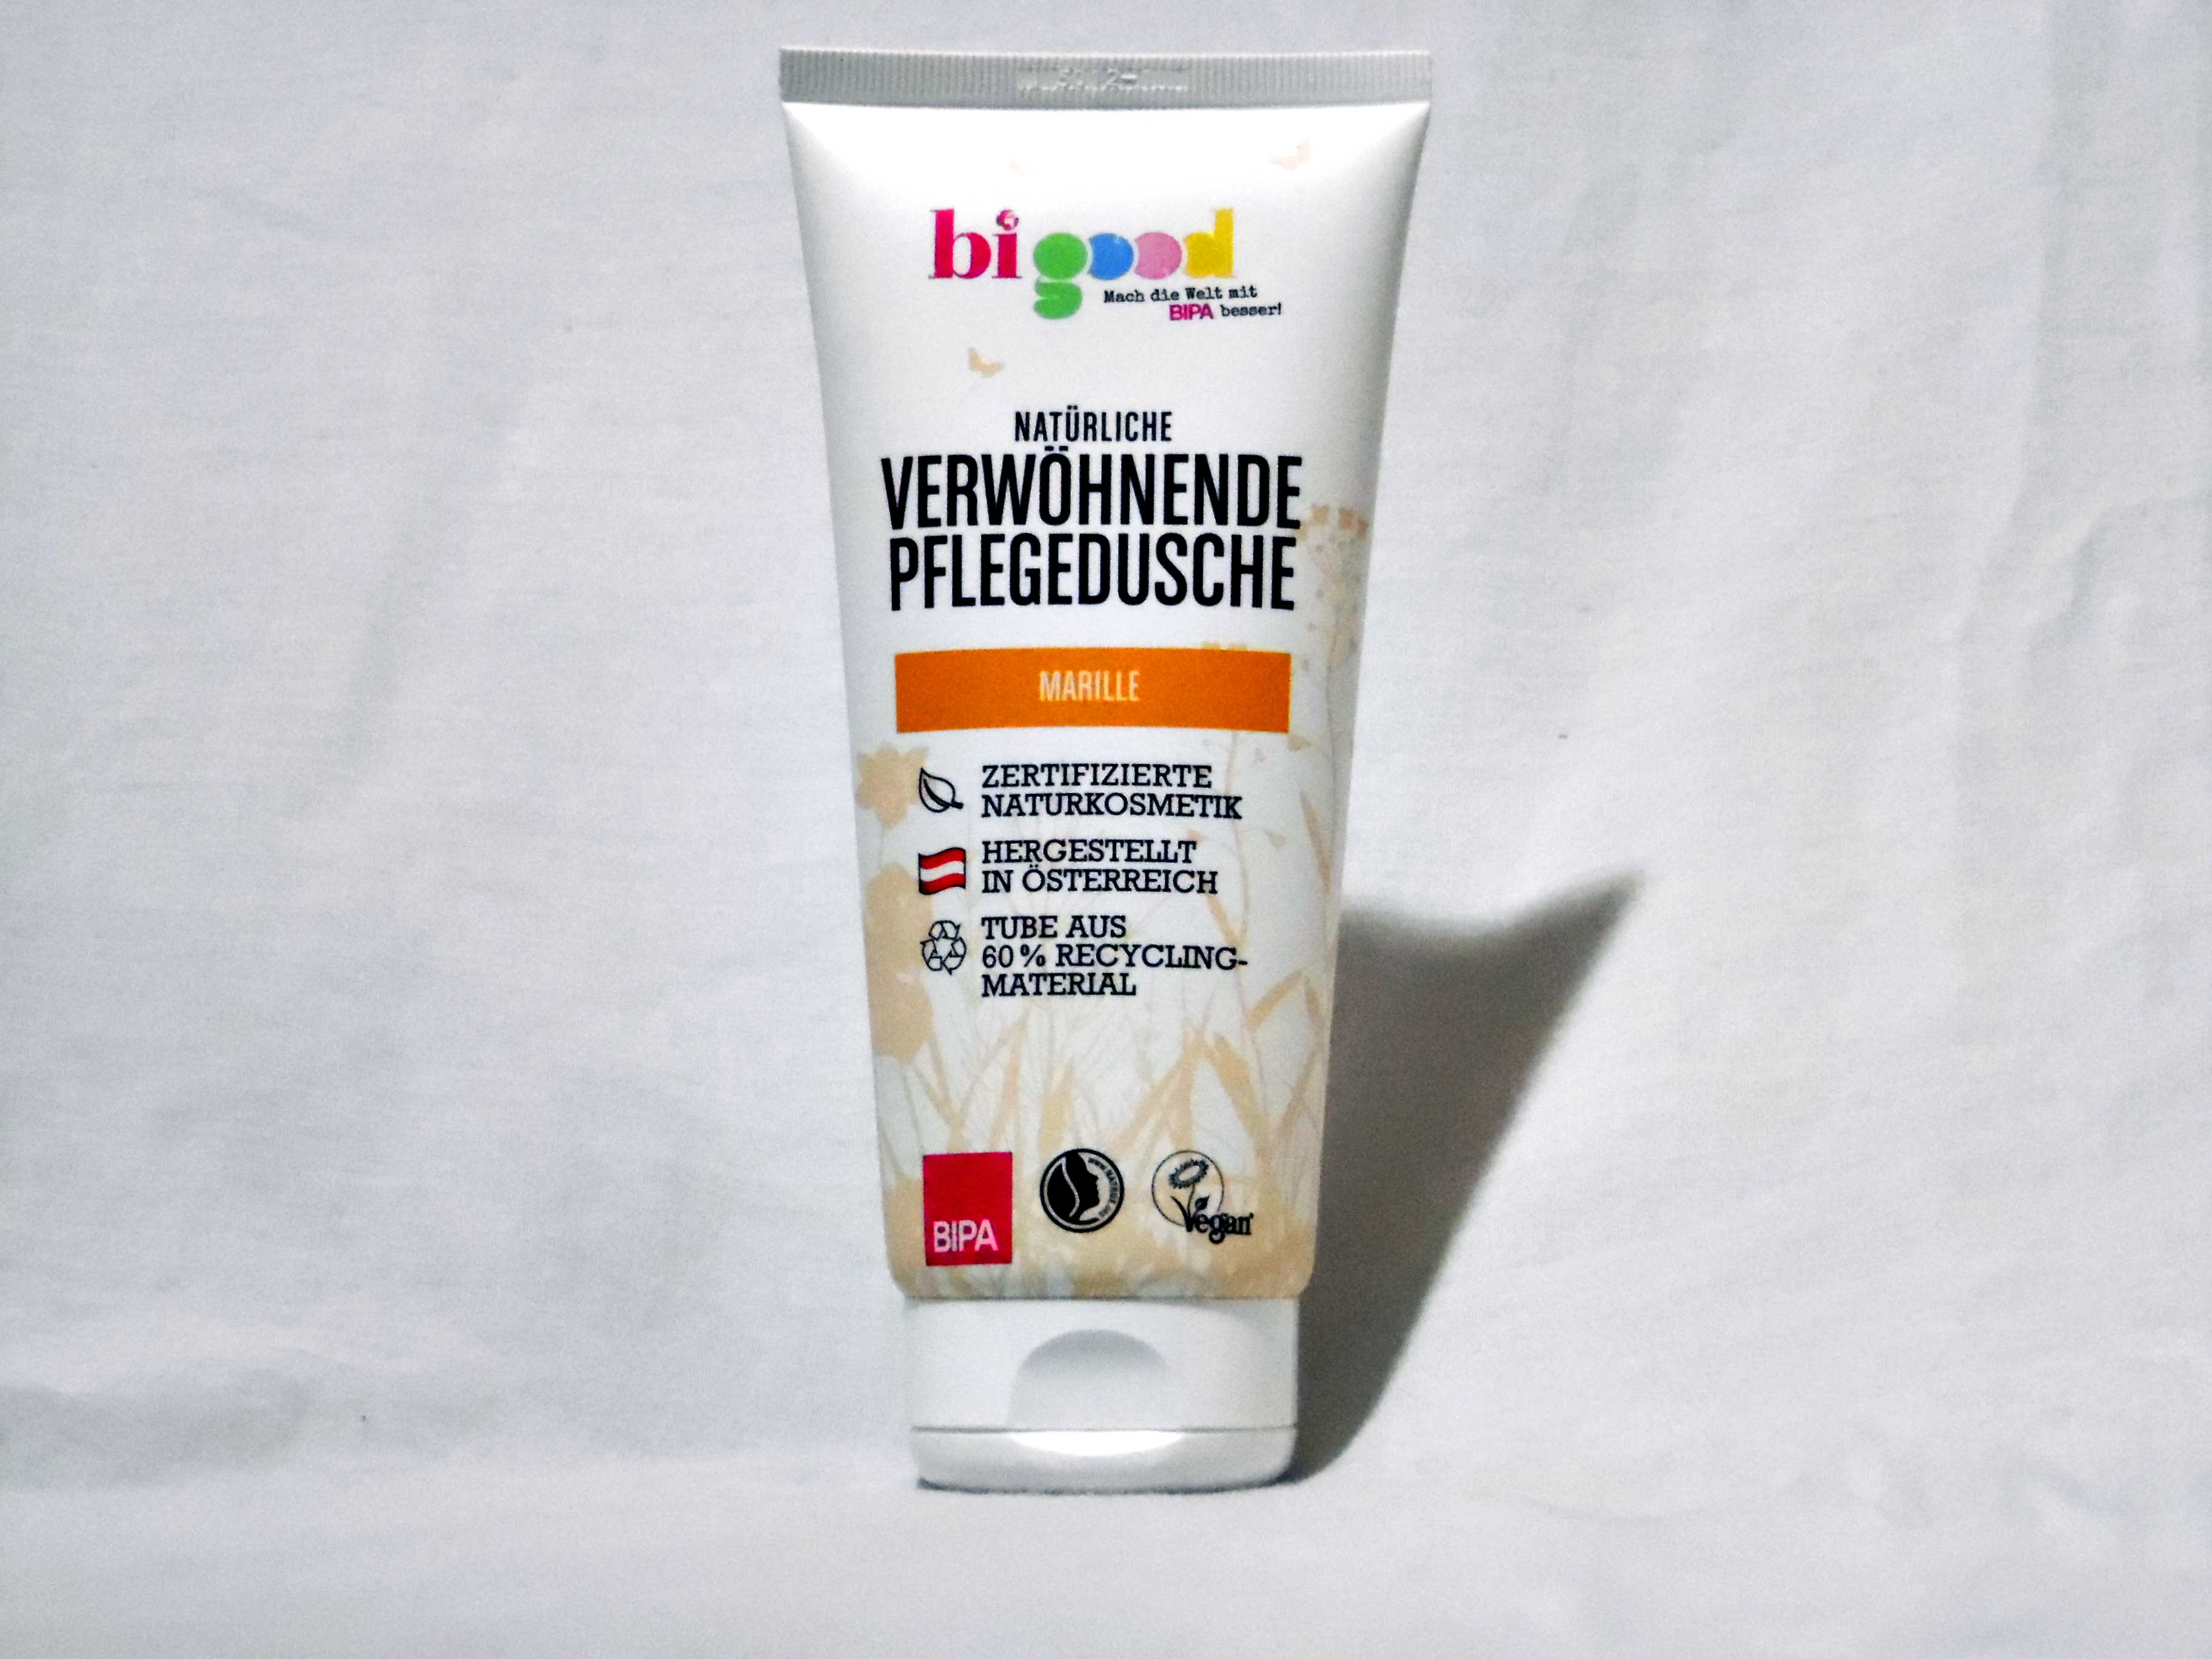 bi good
Mach die Welt mit
BIPA besser!
NATÜRLICHE
VERWÖHNENDE
PFLEGEDUSCHE
MARILLE
ZERTIFIZIERTE
NATURKOSMETIK
HERGESTELLT
IN ÖSTERREICH
TUBE AUS
60% RECYCLING-
MATERIAL
BIPA
Vegan